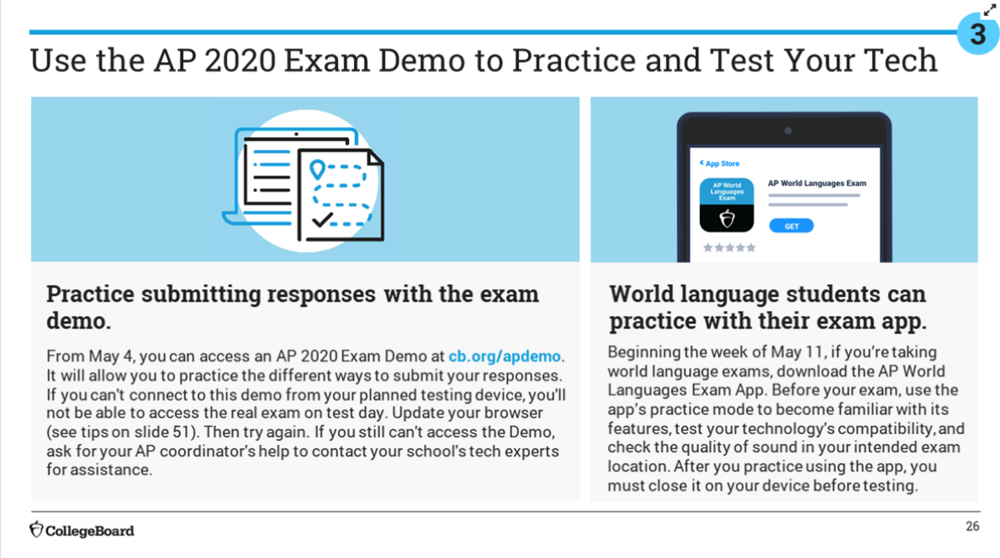 3
Use the AP 2020 Exam Demo to Practice and Test Your Tech
Practice submitting responses with the exam
demo.
From May 4, you can access an AP 2020 Exam Demo at cb.org/apdemo.
It will allow you to practice the different ways to submit your responses.
If you can't connect to this demo from your planned testing device, you'll
not be able to access the real exam on test day. Update your browser
(see tips on slide 51). Then try again. If you still can't access the Demo,
ask for your AP coordinator's help to contact your school's tech experts
for assistance.
App Store
AP World
Languages
Exam
AP World Languages Exam
GET
World language students can
practice with their exam app.
Beginning the week of May 11, if you're taking
world language exams, download the AP World
Languages Exam App. Before your exam, use the
app's practice mode to become familiar with its
features, test your technology's compatibility, and
check the quality of sound in your intended exam
location. After you practice using the app, you
must close it on your device before testing.
CollegeBoard
26